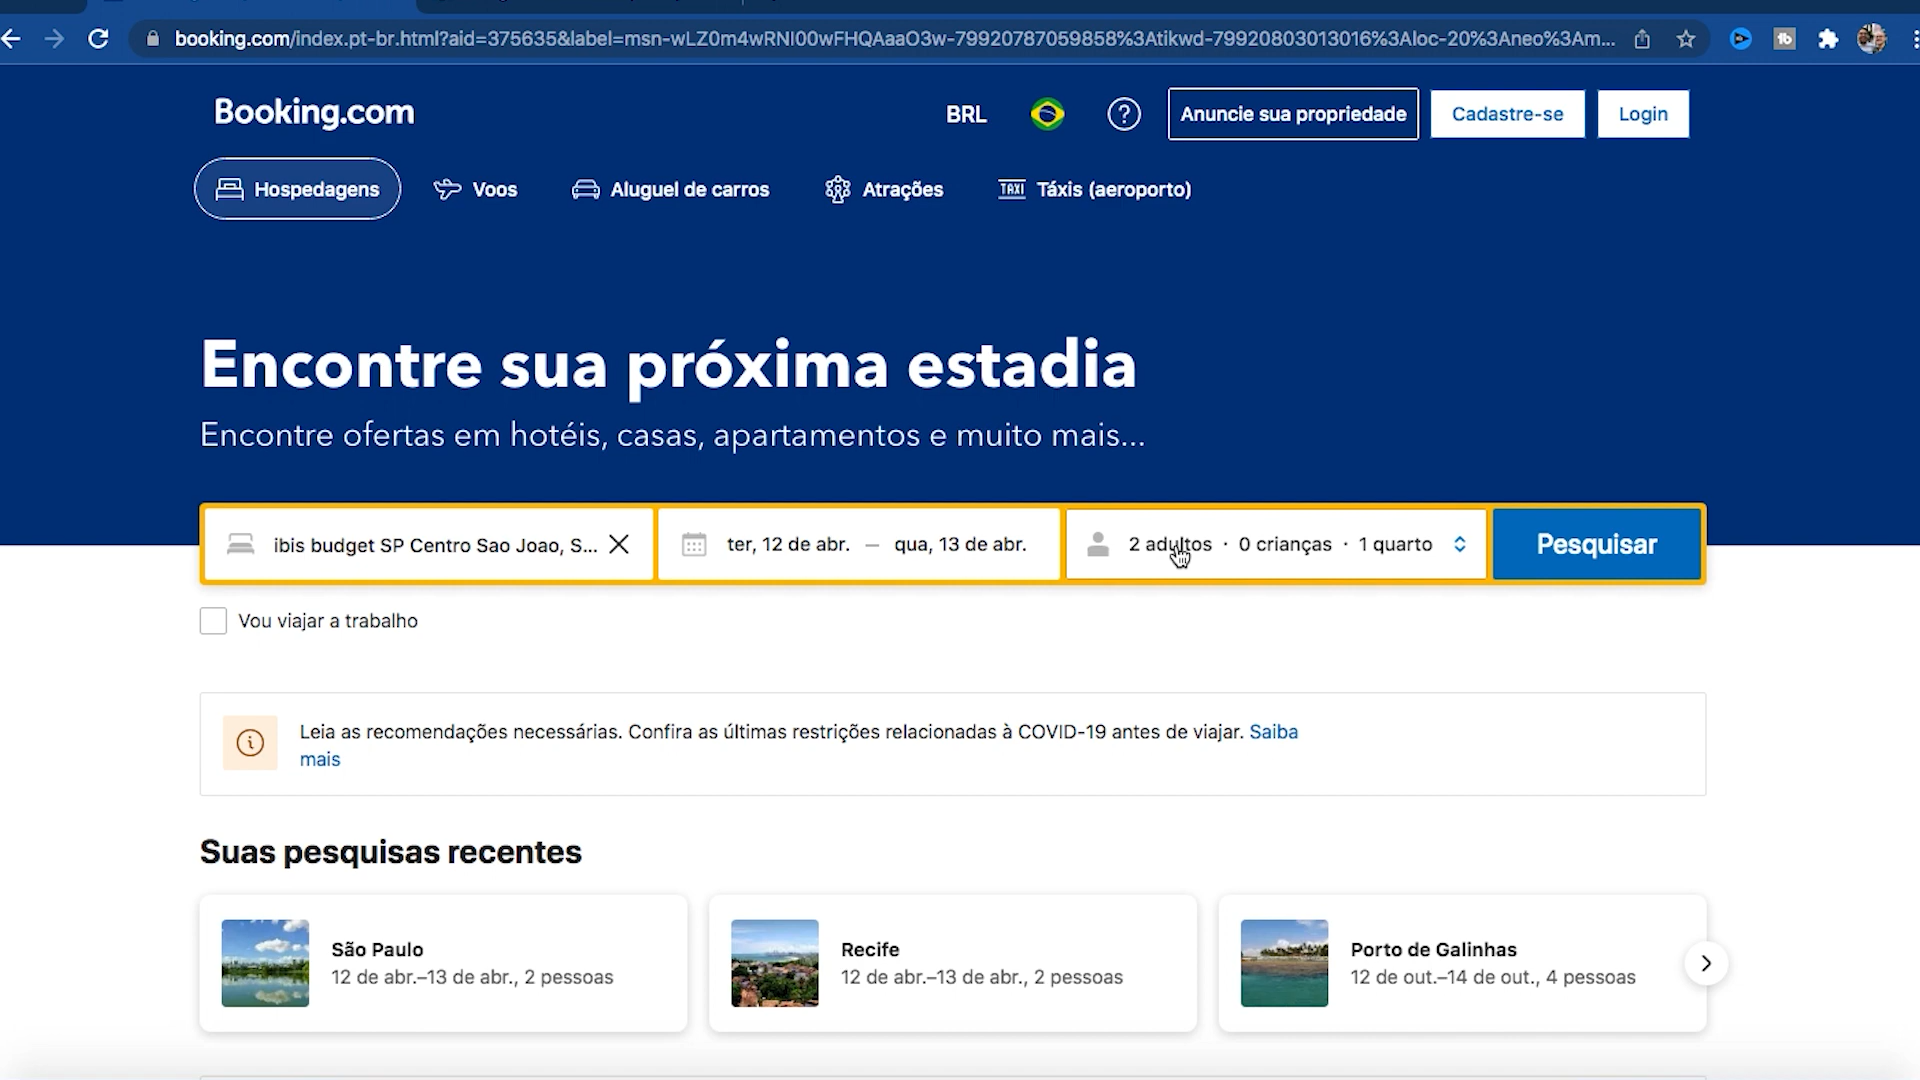 booking.com/index.pt-br.html?aid=375635&label=msn-wLZ0m4wRNI00wFHQAaaO3w-79920787059858%3Atikwd-79920803013016%3Aloc-20%3Aneo%3Am...
Booking.com
BRL
?
Anuncie sua propriedade
Cadastre-se
Login
Hospedagens
Voos
Aluguel de carros
Atrações
TAXI
Táxis (aeroporto)
Encontre sua próxima estadia
Encontre ofertas em hotéis, casas, apartamentos e muito mais...
ibis budget SP Centro Sao Joao, S...
ter, 12 de abr. — qua, 13 de abr.
2 adultos · 0 crianças · 1 quarto
Pesquisar
Vou viajar a trabalho
Leia as recomendações necessárias. Confira as últimas restrições relacionadas à COVID-19 antes de viajar. Saiba
mais
Suas pesquisas recentes
São Paulo
12 de abr.–13 de abr., 2 pessoas
Recife
12 de abr.–13 de abr., 2 pessoas
Porto de Galinhas
12 de out.–14 de out., 4 pessoas